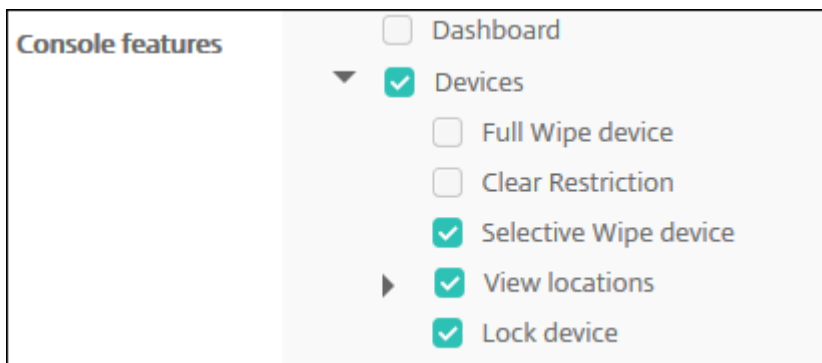 Console features
Dashboard
Devices
Full Wipe device
Clear Restriction
Selective Wipe device
View locations
Lock device